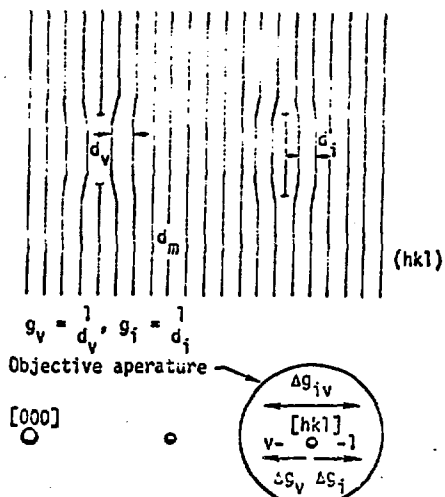 d_v
d_i
d_m
(hkl)
g_v = 1/d_v, g_i = 1/d_i
Objective aperature
Δg_iv
[000]
[hkl]
v- -i
Δg_v Δg_i